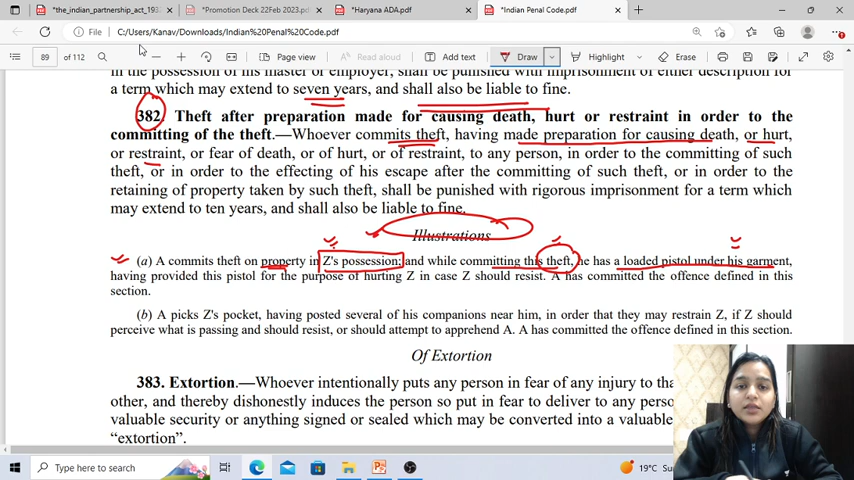 *the_indian_partnership_act_193
*Promotion Deck 22Feb 2023.pd
*Haryana ADA.pdf
*Indian Penal Code.pdf
File
C:/Users/Kanav/Downloads/Indian%20Penal%20Code.pdf
89
of 112
Page view
Add text
Draw
Highlight
Erase
in the possession of his master or employer, shall be punished with imprisonment of either description for
a term which may extend to seven years, and shall also be liable to fine.
382. Theft after preparation made for causing death, hurt or restraint in order to the
committing of the theft.—Whoever commits theft, having made preparation for causing death, or hurt,
or restraint, or fear of death, or of hurt, or of restraint, to any person, in order to the committing of such
theft, or in order to the effecting of his escape after the committing of such theft, or in order to the
retaining of property taken by such theft, shall be punished with rigorous imprisonment for a term which
may extend to ten years, and shall also be liable to fine.
Illustrations
(a) A commits theft on property in Z's possession; and while committing this theft, he has a loaded pistol under his garment,
having provided this pistol for the purpose of hurting Z in case Z should resist. A has committed the offence defined in this
section.
(b) A picks Z's pocket, having posted several of his companions near him, in order that they may restrain Z, if Z should
perceive what is passing and should resist, or should attempt to apprehend A. A has committed the offence defined in this section.
Of Extortion
383. Extortion.—Whoever intentionally puts any person in fear of any injury to tha
other, and thereby dishonestly induces the person so put in fear to deliver to any pers
valuable security or anything signed or sealed which may be converted into a valuable
"extortion".
Type here to search
19°C Su